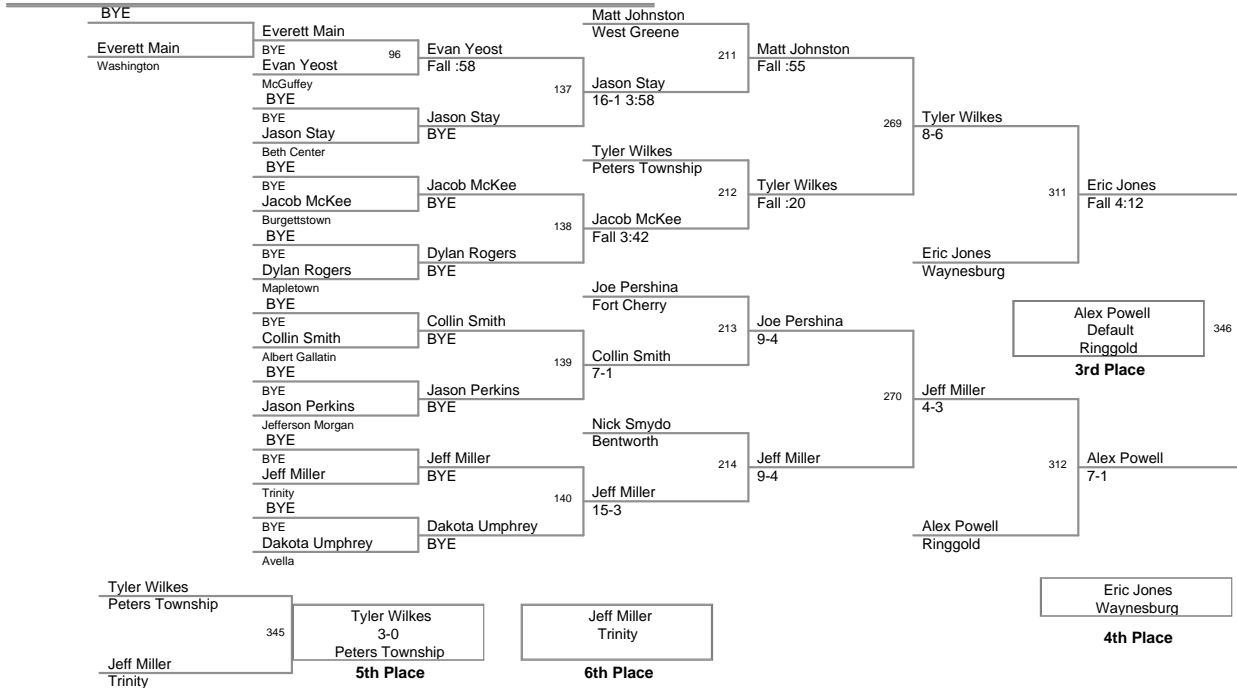 BYE
Everett Main
Washington
Everett Main
BYE
Evan Yeost
McGuffey
BYE
BYE
Jason Stay
Beth Center
BYE
BYE
Jacob McKee
Burgettstown
BYE
BYE
Dylan Rogers
Mapletown
BYE
BYE
Collin Smith
Albert Gallatin
BYE
BYE
Jason Perkins
Jefferson Morgan
BYE
BYE
Jeff Miller
Trinity
BYE
BYE
Dakota Umphrey
Avella
96
Evan Yeost
Fall :58
Jason Stay
BYE
Jacob McKee
BYE
Dylan Rogers
BYE
Collin Smith
BYE
Jason Perkins
BYE
Jeff Miller
BYE
Dakota Umphrey
BYE
137
138
139
140
Matt Johnston
West Greene
Jason Stay
16-1 3:58
Tyler Wilkes
Peters Township
Jacob McKee
Fall 3:42
Joe Pershina
Fort Cherry
Collin Smith
7-1
Nick Smydo
Bentworth
Jeff Miller
15-3
211
212
213
214
Matt Johnston
Fall :55
Tyler Wilkes
Fall :20
Joe Pershina
9-4
Jeff Miller
9-4
269
270
Tyler Wilkes
8-6
Eric Jones
Waynesburg
Jeff Miller
4-3
Alex Powell
Ringgold
311
312
Eric Jones
Fall 4:12
Alex Powell
7-1
Alex Powell
Default
Ringgold
346
3rd Place
Eric Jones
Waynesburg
4th Place
Tyler Wilkes
Peters Township
Jeff Miller
Trinity
345
Tyler Wilkes
3-0
Peters Township
5th Place
Jeff Miller
Trinity
6th Place